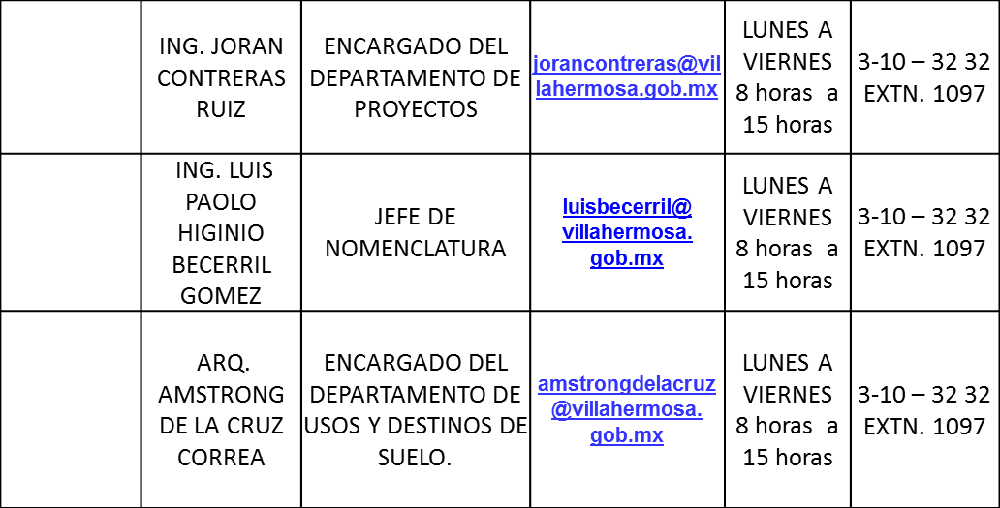 ING. JORAN
CONTRERAS
RUIZ
ENCARGADO DEL
DEPARTAMENTO DE
PROYECTOS
jorancontreras@vil
lahermosa.gob.mx
LUNES A
VIERNES
8 horas a
15 horas
3-10 – 32 32
EXTN. 1097
ING. LUIS
PAOLO
HIGINIO
BECERRIL
GOMEZ
JEFE DE
NOMENCLATURA
luisbecerril@
villahermosa.
gob.mx
LUNES A
VIERNES
8 horas a
15 horas
3-10 – 32 32
EXTN. 1097
ARQ.
AMSTRONG
DE LA CRUZ
CORREA
ENCARGADO DEL
DEPARTAMENTO DE
USOS Y DESTINOS DE
SUELO.
amstrongdelacruz
@villahermosa.
gob.mx
LUNES A
VIERNES
8 horas a
15 horas
3-10 – 32 32
EXTN. 1097